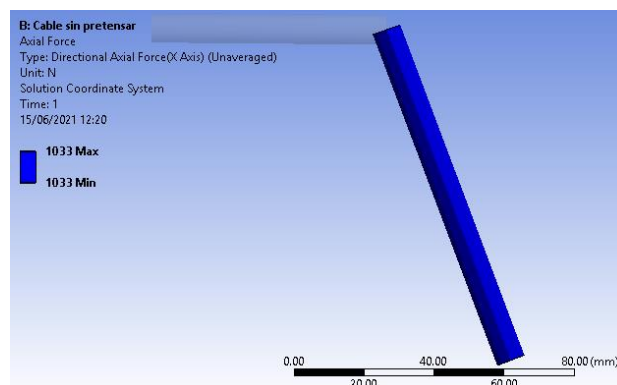 B: Cable sin pretensar
Axial Force
Type: Directional Axial Force(X Axis) (Unaveraged)
Unit: N
Solution Coordinate System
Time: 1
15/06/2021 12:20
1033 Max
1033 Min
0.00 40.00 80.00 (mm)
20.00 60.00